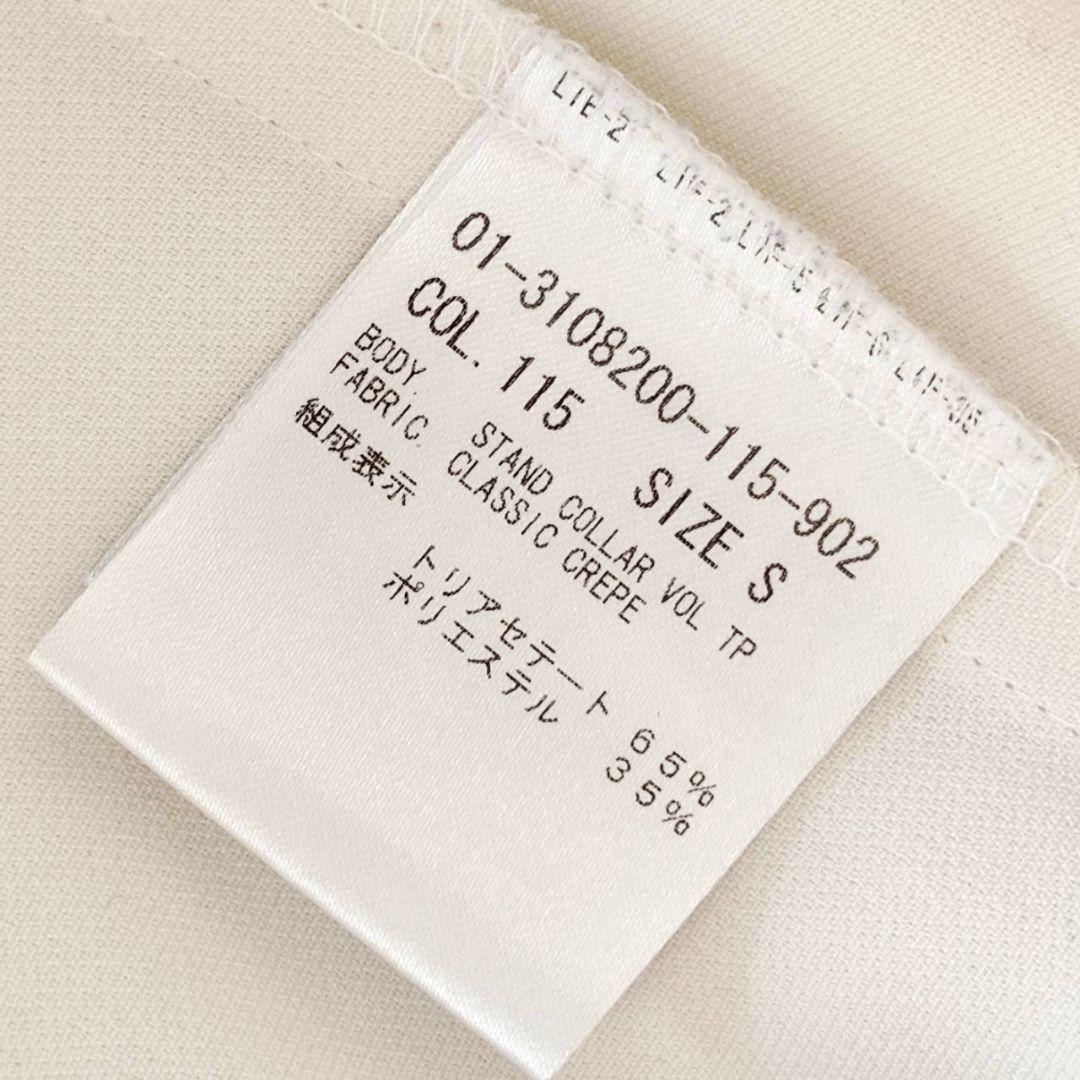 01-3108200-115-902
COL. 115 SIZE S
BODY. STAND COLLAR VOL TP
FABRIC. CLASSIC CREPE
組成表示
トリアセテート 65%
ポリエステル 35%